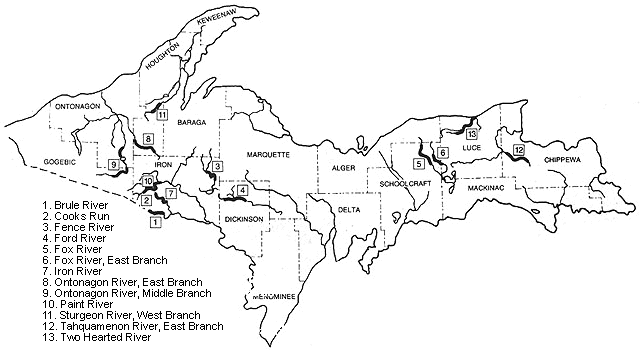 KEWEENAW
HOUGHTON
ONTONAGON
11
BARAGA
13
8
LUCE
12
GOGEBIC
9
IRON
MARQUETTE
6
CHIPPEWA
3
ALGER
5
10
SCHOOLCRAFT
MACKINAC
4
7
2
DELTA
1
DICKINSON
MENOMINEE
1. Brule River
2. Cooks Run
3. Fence River
4. Ford River
5. Fox River
6. Fox River, East Branch
7. Iron River
8. Ontonagon River, East Branch
9. Ontonagon River, Middle Branch
10. Paint River
11. Sturgeon River, West Branch
12. Tahquamenon River, East Branch
13. Two Hearted River